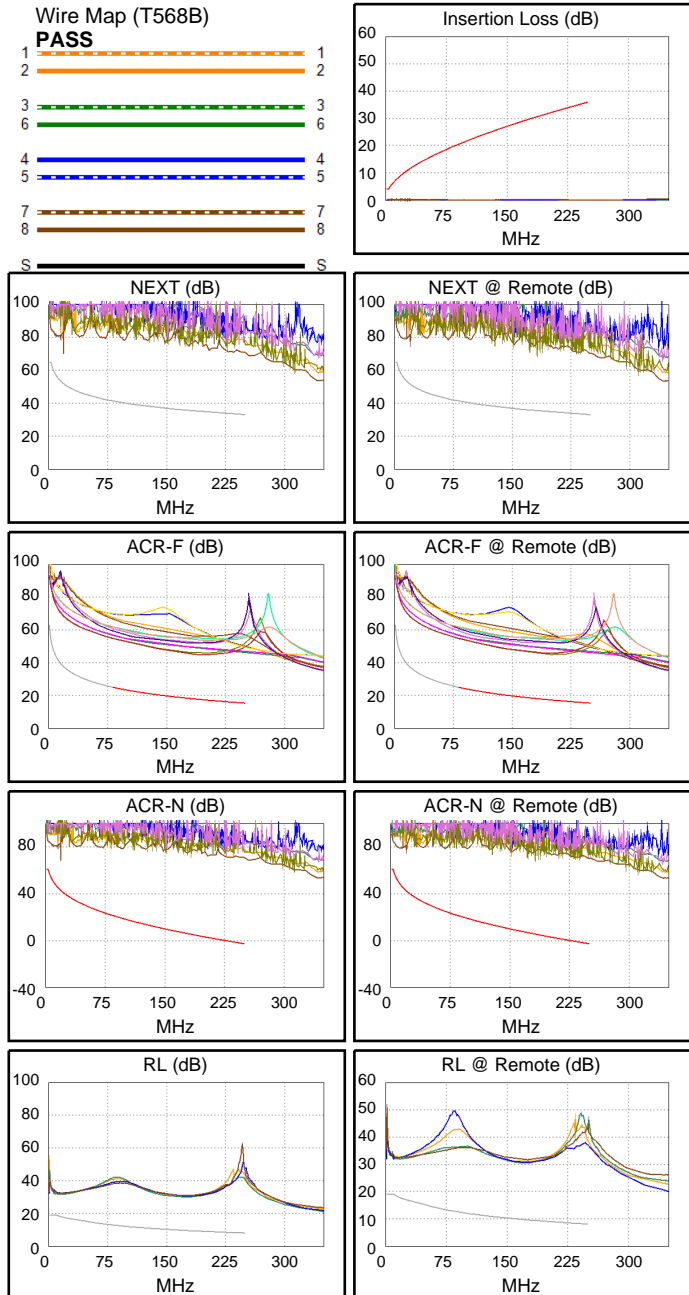 Wire Map (T568B)
PASS
1 1
2 2
3 3
6 6
4 4
5 5
7 7
8 8
S S
Insertion Loss (dB)
60
50
40
30
20
10
0
0 75 150 225 300
MHz
NEXT (dB)
100
80
60
40
20
0
0 75 150 225 300
MHz
NEXT @ Remote (dB)
100
80
60
40
20
0
0 75 150 225 300
MHz
ACR-F (dB)
100
80
60
40
20
0
0 75 150 225 300
MHz
ACR-F @ Remote (dB)
100
80
60
40
20
0
0 75 150 225 300
MHz
ACR-N (dB)
80
40
0
-40
0 75 150 225 300
MHz
ACR-N @ Remote (dB)
80
40
0
-40
0 75 150 225 300
MHz
RL (dB)
100
80
60
40
20
0
0 75 150 225 300
MHz
RL @ Remote (dB)
60
50
40
30
20
10
0
0 75 150 225 300
MHz